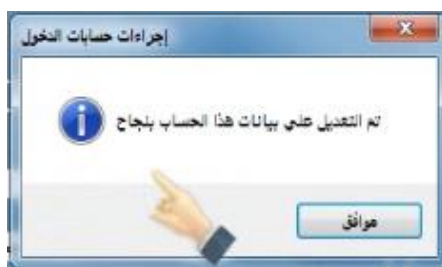 إجراءات حسابات الدخول
تم التعديل على بيانات هذا الحساب بنجاح
موافق